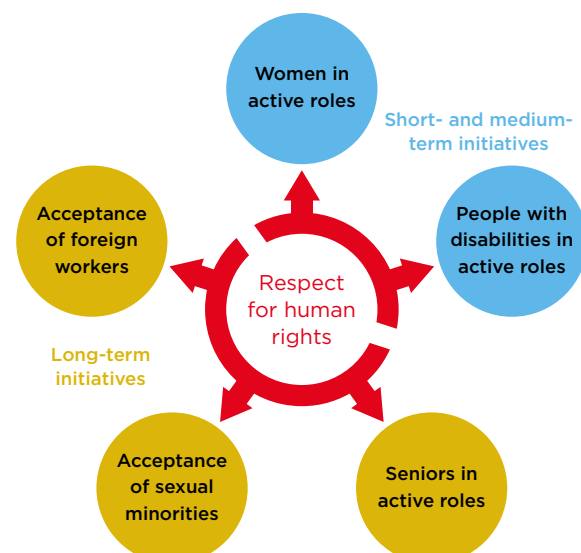 Women in
active roles
Short- and medium-
term initiatives
People with
disabilities in
active roles
Acceptance
of foreign
workers
Respect
for human
rights
Long-term
initiatives
Acceptance
of sexual
minorities
Seniors in
active roles